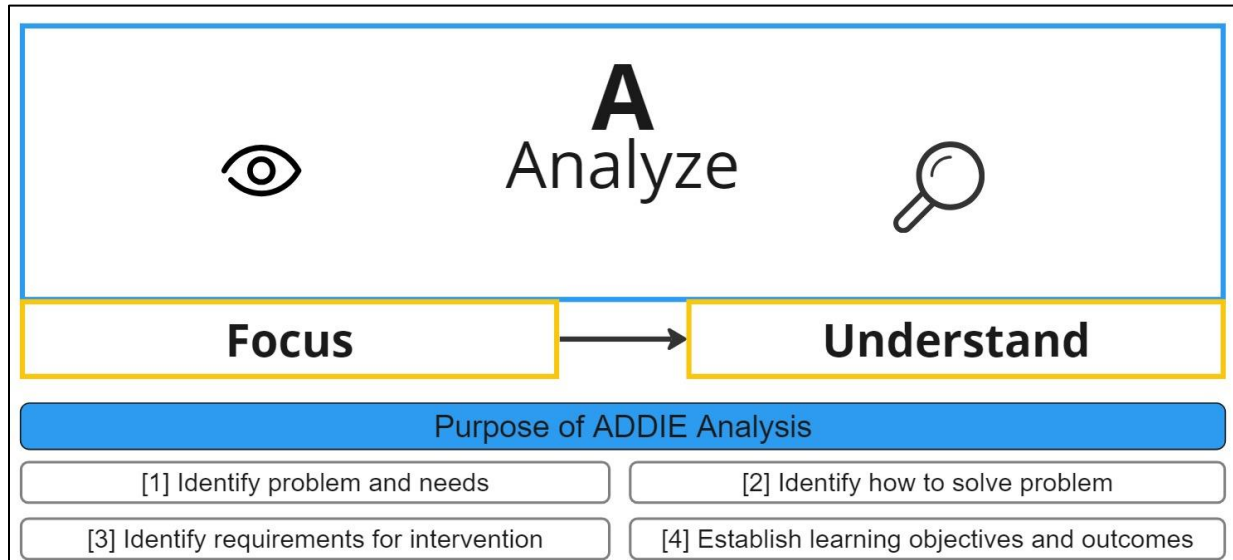 A
Analyze
Focus
Understand
Purpose of ADDIE Analysis
[1] Identify problem and needs
[2] Identify how to solve problem
[3] Identify requirements for intervention
[4] Establish learning objectives and outcomes